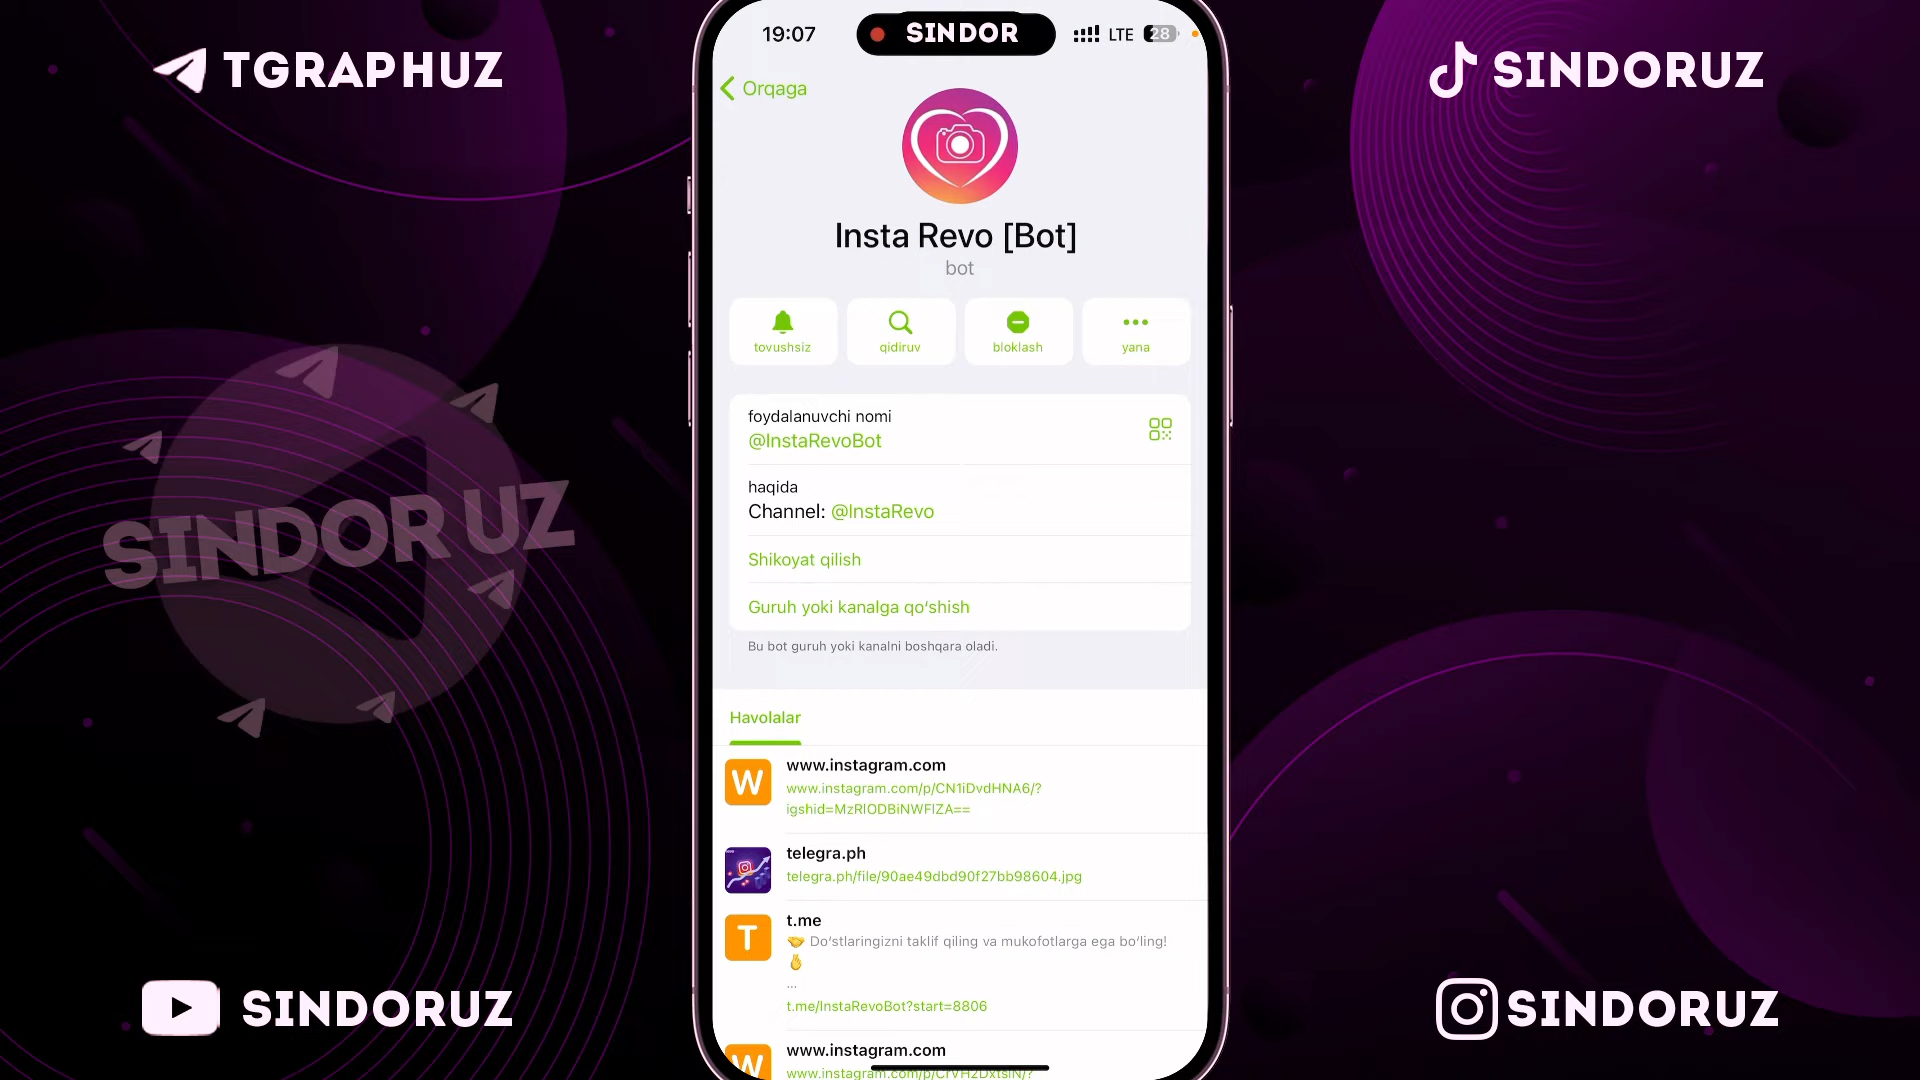 TGRAPHUZ
SINDORUZ
19:07
SINDOR
LTE
28
Orqaga
Insta Revo [Bot]
bot
tovushsiz
qidiruv
bloklash
yana
foydalanuvchi nomi
@InstaRevoBot
haqida
Channel: @InstaRevo
Shikoyat qilish
Guruh yoki kanalga qo‘shish
Bu bot guruh yoki kanalni boshqara oladi.
SINDOR UZ
Havolalar
W
www.instagram.com
www.instagram.com/p/CN1iDvdHNA6/?
igshid=MzRlODBiNWFlZA==
telegra.ph
telegra.ph/file/90ae49dbd90f27bb98604.jpg
T
t.me
🤝 Do‘stlaringizni taklif qiling va mukofotlarga ega bo‘ling!
👌
...
t.me/InstaRevoBot?start=8806
W
www.instagram.com
SINDORUZ
SINDORUZ